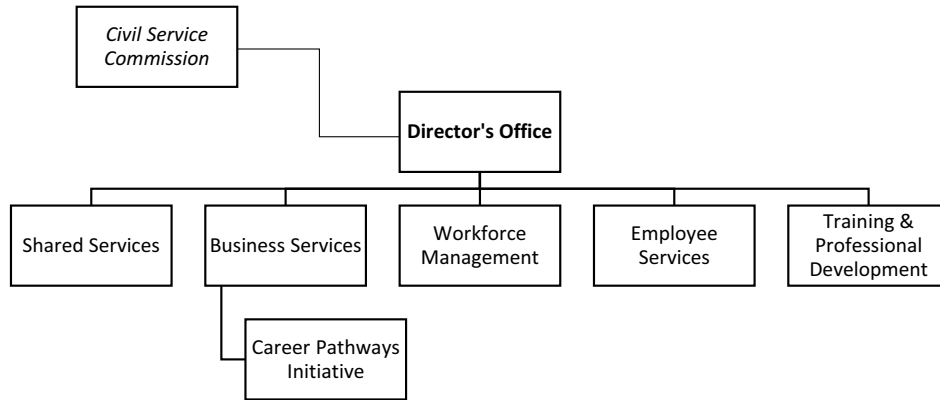 Civil Service
Commission
Director's Office
Shared Services
Business Services
Workforce
Management
Employee
Services
Training &
Professional
Development
Career Pathways
Initiative